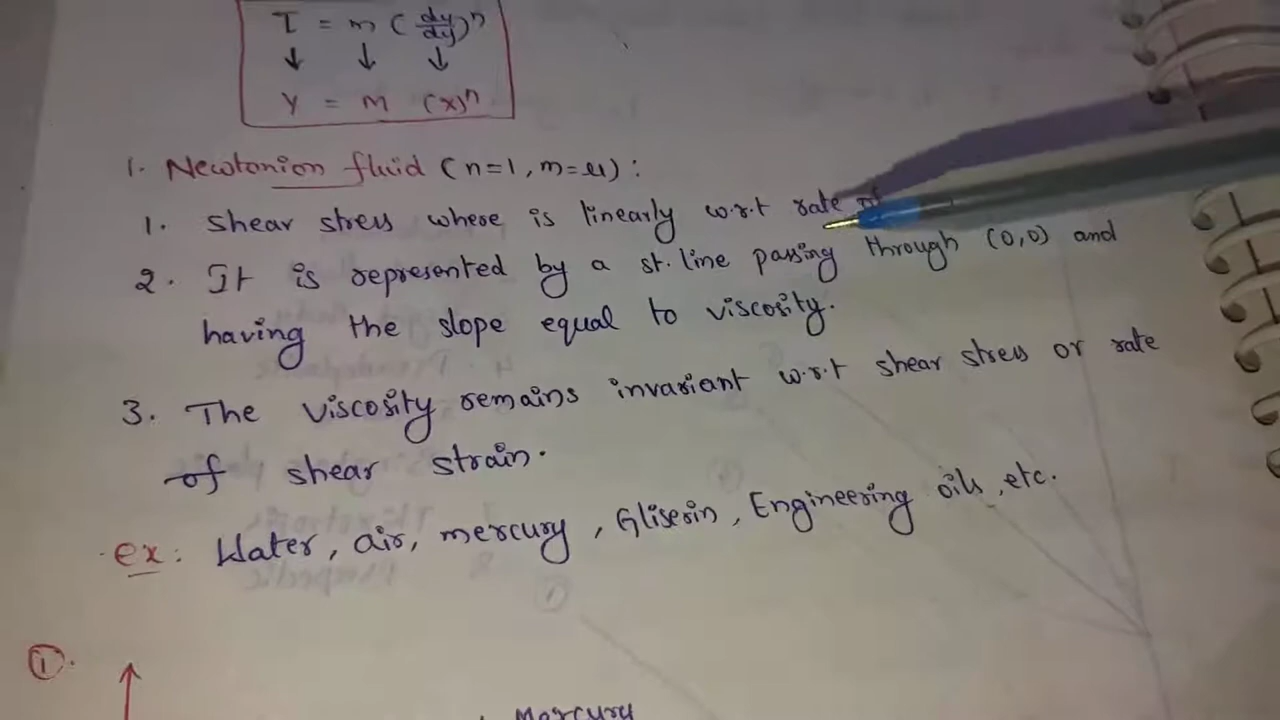 τ = m (du/dy)ⁿ
↓ ↓ ↓
Y = m (x)ⁿ
1. Newtonion fluid (n=1, m=μ):
1. shear stress where is linearly w.r.t rate of
2. It is represented by a st. line passing through (0,0) and
having the slope equal to viscosity.
3. The viscosity remains invariant w.r.t shear stress or rate
of shear strain.
ex: Water, air, mercury, Gliserin, Engineering oils, etc.
①.
Mercury